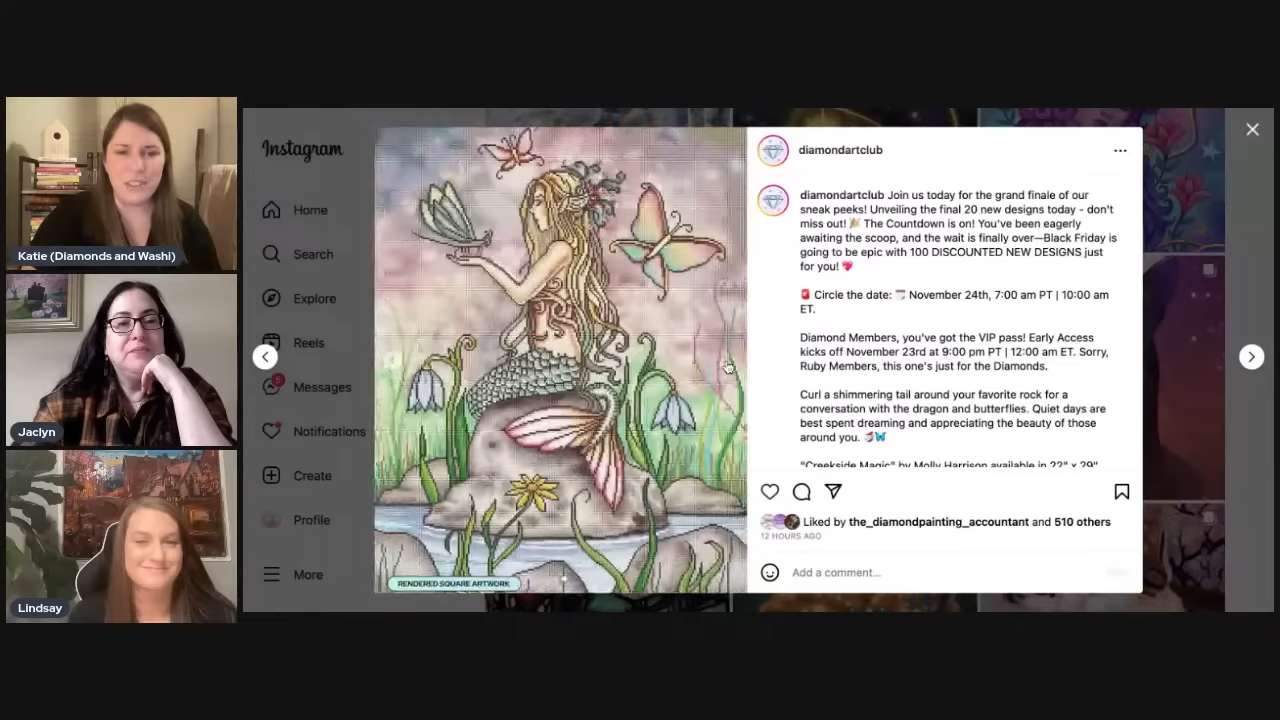 Katie (Diamonds and Washi)
Jaclyn
Lindsay
Instagram
Home
Search
Explore
Reels
Messages
Notifications
Create
Profile
More
RENDERED SQUARE ARTWORK
diamondartclub
diamondartclub Join us today for the grand finale of our
sneak peeks! Unveiling the final 20 new designs today - don't
miss out! 🎉 The Countdown is on! You've been eagerly
awaiting the scoop, and the wait is finally over—Black Friday is
going to be epic with 100 DISCOUNTED NEW DESIGNS just
for you! 💖
🚨 Circle the date: 🗓️ November 24th, 7:00 am PT | 10:00 am
ET.
Diamond Members, you've got the VIP pass! Early Access
kicks off November 23rd at 9:00 pm PT | 12:00 am ET. Sorry,
Ruby Members, this one's just for the Diamonds.
Curl a shimmering tail around your favorite rock for a
conversation with the dragon and butterflies. Quiet days are
best spent dreaming and appreciating the beauty of those
around you. 🧜🏻‍♀️🦋
"Creekside Magic" by Molly Harrison available in 22" x 29"
Liked by the_diamondpainting_accountant and 510 others
12 HOURS AGO
Add a comment...